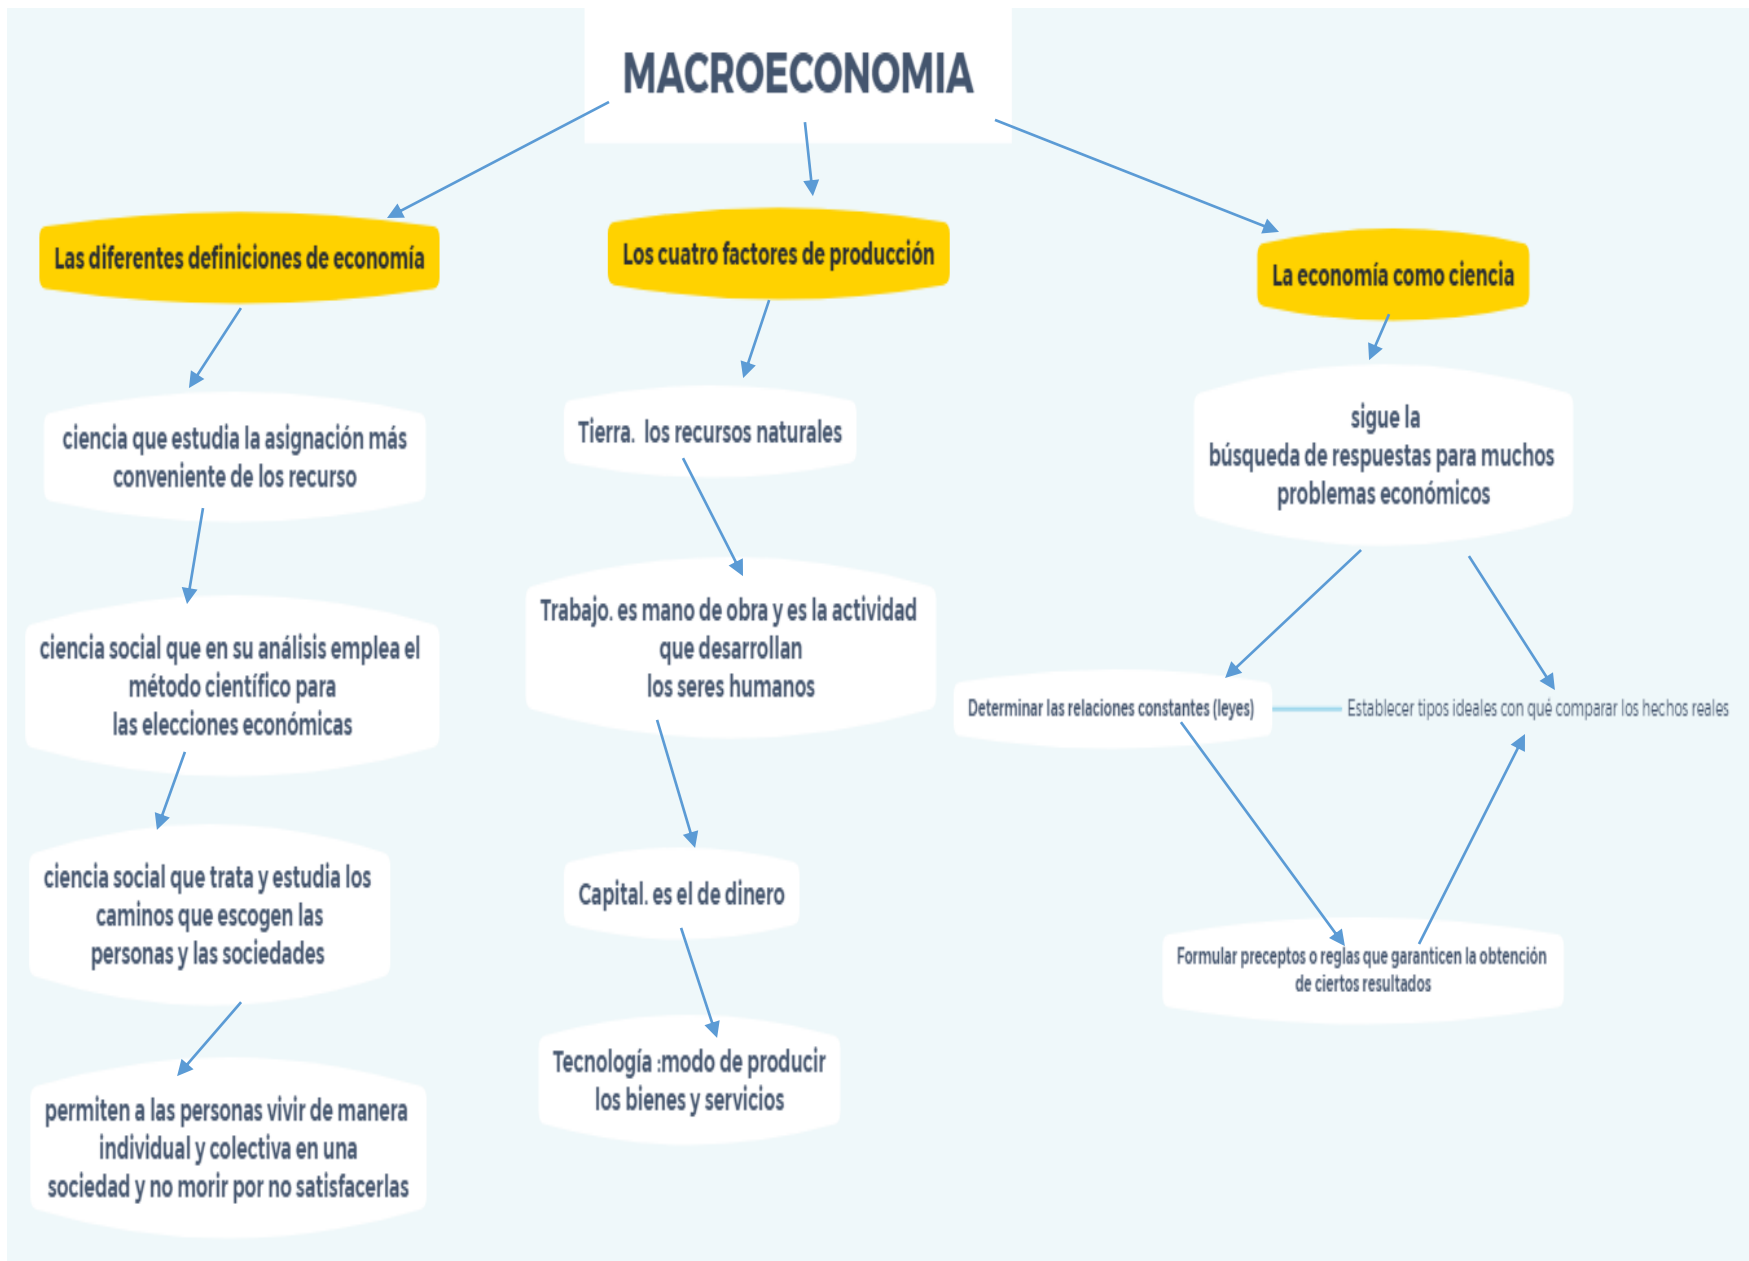 MACROECONOMIA
Las diferentes definiciones de economía
ciencia que estudia la asignación más
conveniente de los recurso
ciencia social que en su análisis emplea el
método científico para
las elecciones económicas
ciencia social que trata y estudia los
caminos que escogen las
personas y las sociedades
permiten a las personas vivir de manera
individual y colectiva en una
sociedad y no morir por no satisfacerlas
Los cuatro factores de producción
Tierra. los recursos naturales
Trabajo. es mano de obra y es la actividad
que desarrollan
los seres humanos
Capital. es el de dinero
Tecnología :modo de producir
los bienes y servicios
La economía como ciencia
sigue la
búsqueda de respuestas para muchos
problemas económicos
Determinar las relaciones constantes (leyes)
Establecer tipos ideales con qué comparar los hechos reales
Formular preceptos o reglas que garanticen la obtención
de ciertos resultados